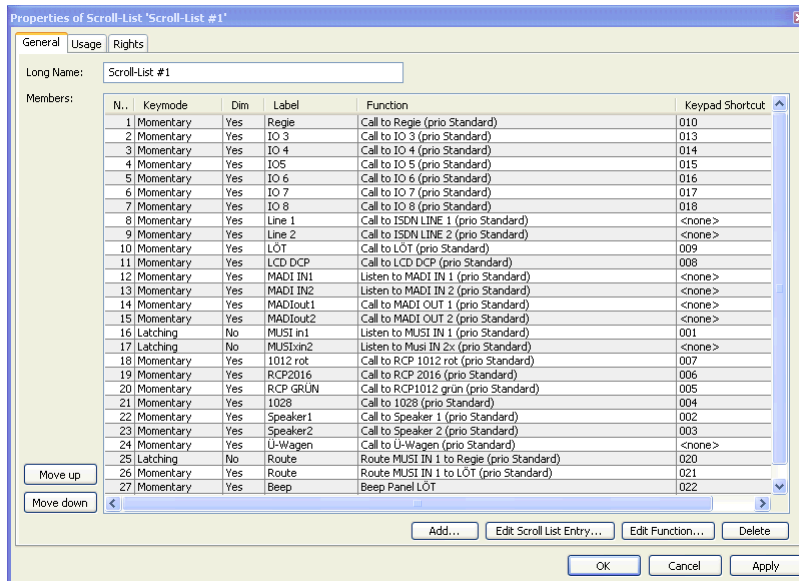 Properties of Scroll-List 'Scroll-List #1'
General Usage Rights
Long Name: Scroll-List #1
Members:
N.. Keymode Dim Label Function Keypad Shortcut
1 Momentary Yes Regie Call to Regie (prio Standard) 010
2 Momentary Yes IO 3 Call to IO 3 (prio Standard) 013
3 Momentary Yes IO 4 Call to IO 4 (prio Standard) 014
4 Momentary Yes IO5 Call to IO 5 (prio Standard) 015
5 Momentary Yes IO 6 Call to IO 6 (prio Standard) 016
6 Momentary Yes IO 7 Call to IO 7 (prio Standard) 017
7 Momentary Yes IO 8 Call to IO 8 (prio Standard) 018
8 Momentary Yes Line 1 Call to ISDN LINE 1 (prio Standard) <none>
9 Momentary Yes Line 2 Call to ISDN LINE 2 (prio Standard) <none>
10 Momentary Yes LÖT Call to LÖT (prio Standard) 009
11 Momentary Yes LCD DCP Call to LCD DCP (prio Standard) 008
12 Momentary Yes MADI IN1 Listen to MADI IN 1 (prio Standard) <none>
13 Momentary Yes MADI IN2 Listen to MADI IN 2 (prio Standard) <none>
14 Momentary Yes MADIout1 Call to MADI OUT 1 (prio Standard) <none>
15 Momentary Yes MADIout2 Call to MADI OUT 2 (prio Standard) <none>
16 Latching No MUSI in1 Listen to MUSI IN 1 (prio Standard) 001
17 Latching No MUSIxin2 Listen to Musi IN 2x (prio Standard) <none>
18 Momentary Yes 1012 rot Call to RCP 1012 rot (prio Standard) 007
19 Momentary Yes RCP2016 Call to RCP 2016 (prio Standard) 006
20 Momentary Yes RCP GRÜN Call to RCP1012 grün (prio Standard) 005
21 Momentary Yes 1028 Call to 1028 (prio Standard) 004
22 Momentary Yes Speaker1 Call to Speaker 1 (prio Standard) 002
23 Momentary Yes Speaker2 Call to Speaker 2 (prio Standard) 003
24 Momentary Yes Ü-Wagen Call to Ü-Wagen (prio Standard) <none>
25 Latching No Route Route MUSI IN 1 to Regie (prio Standard) 020
26 Momentary Yes Route Route MUSI IN 1 to LÖT (prio Standard) 021
27 Momentary Yes Beep Beep Panel LÖT 022
Move up
Move down
Add... Edit Scroll List Entry... Edit Function... Delete
OK Cancel Apply